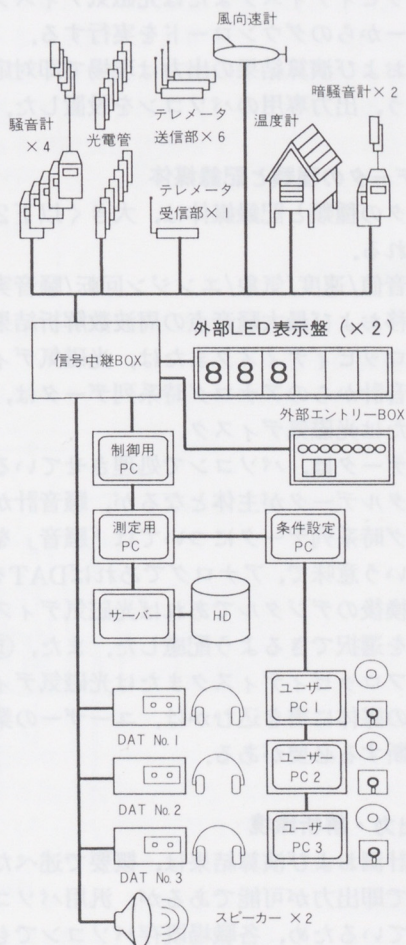 風向速計
暗騒音計×2
騒音計
×4
光電管
テレメータ
送信部×6
温度計
テレメータ
受信部×1
外部LED表示盤(×2)
信号中継BOX
888
外部エントリーBOX
制御用
PC
測定用
PC
条件設定
PC
サーバー
HD
ユーザー
PC 1
DAT No.1
ユーザー
PC 2
DAT No.2
ユーザー
PC 3
DAT No.3
スピーカー×2